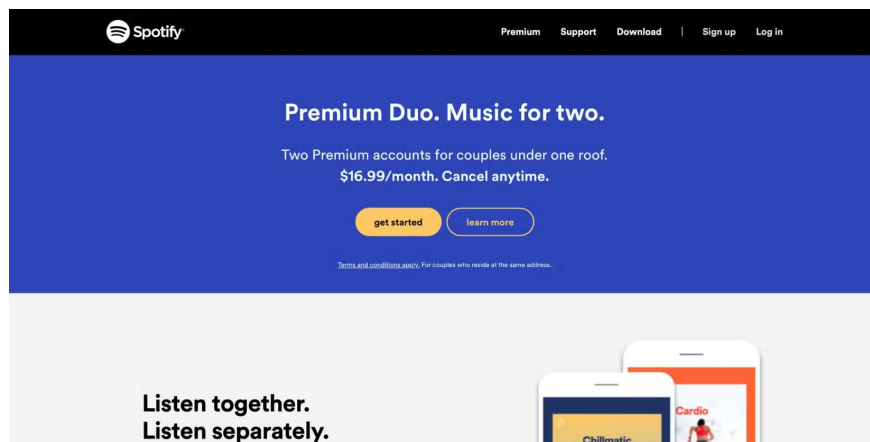 Spotify
Premium Support Download | Sign up Log in
Premium Duo. Music for two.
Two Premium accounts for couples under one roof.
$16.99/month. Cancel anytime.
get started learn more
Terms and conditions apply. For couples who reside at the same address.
Listen together.
Listen separately.
Cardio
Chillmatic